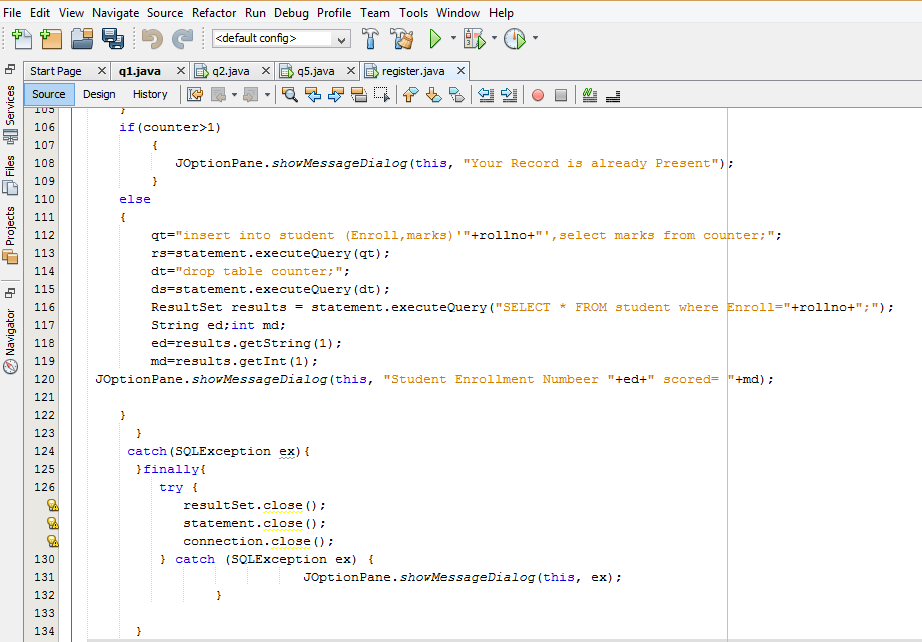 File Edit View Navigate Source Refactor Run Debug Profile Team Tools Window Help
<default config>
Start Page q1.java q2.java q5.java register.java
Source Design History
Services
Files
Projects
Navigator
105 }
106 if(counter>1)
107 {
108 JOptionPane.showMessageDialog(this, "Your Record is already Present");
109 }
110 else
111 {
112 qt="insert into student (Enroll,marks)'"+rollno+"',select marks from counter;";
113 rs=statement.executeQuery(qt);
114 dt="drop table counter;";
115 ds=statement.executeQuery(dt);
116 ResultSet results = statement.executeQuery("SELECT * FROM student where Enroll="+rollno+";");
117 String ed;int md;
118 ed=results.getString(1);
119 md=results.getInt(1);
120 JOptionPane.showMessageDialog(this, "Student Enrollment Numbeer "+ed+" scored= "+md);
121
122 }
123 }
124 catch(SQLException ex){
125 }finally{
126 try {
resultSet.close();
statement.close();
connection.close();
130 } catch (SQLException ex) {
131 JOptionPane.showMessageDialog(this, ex);
132 }
133
134 }